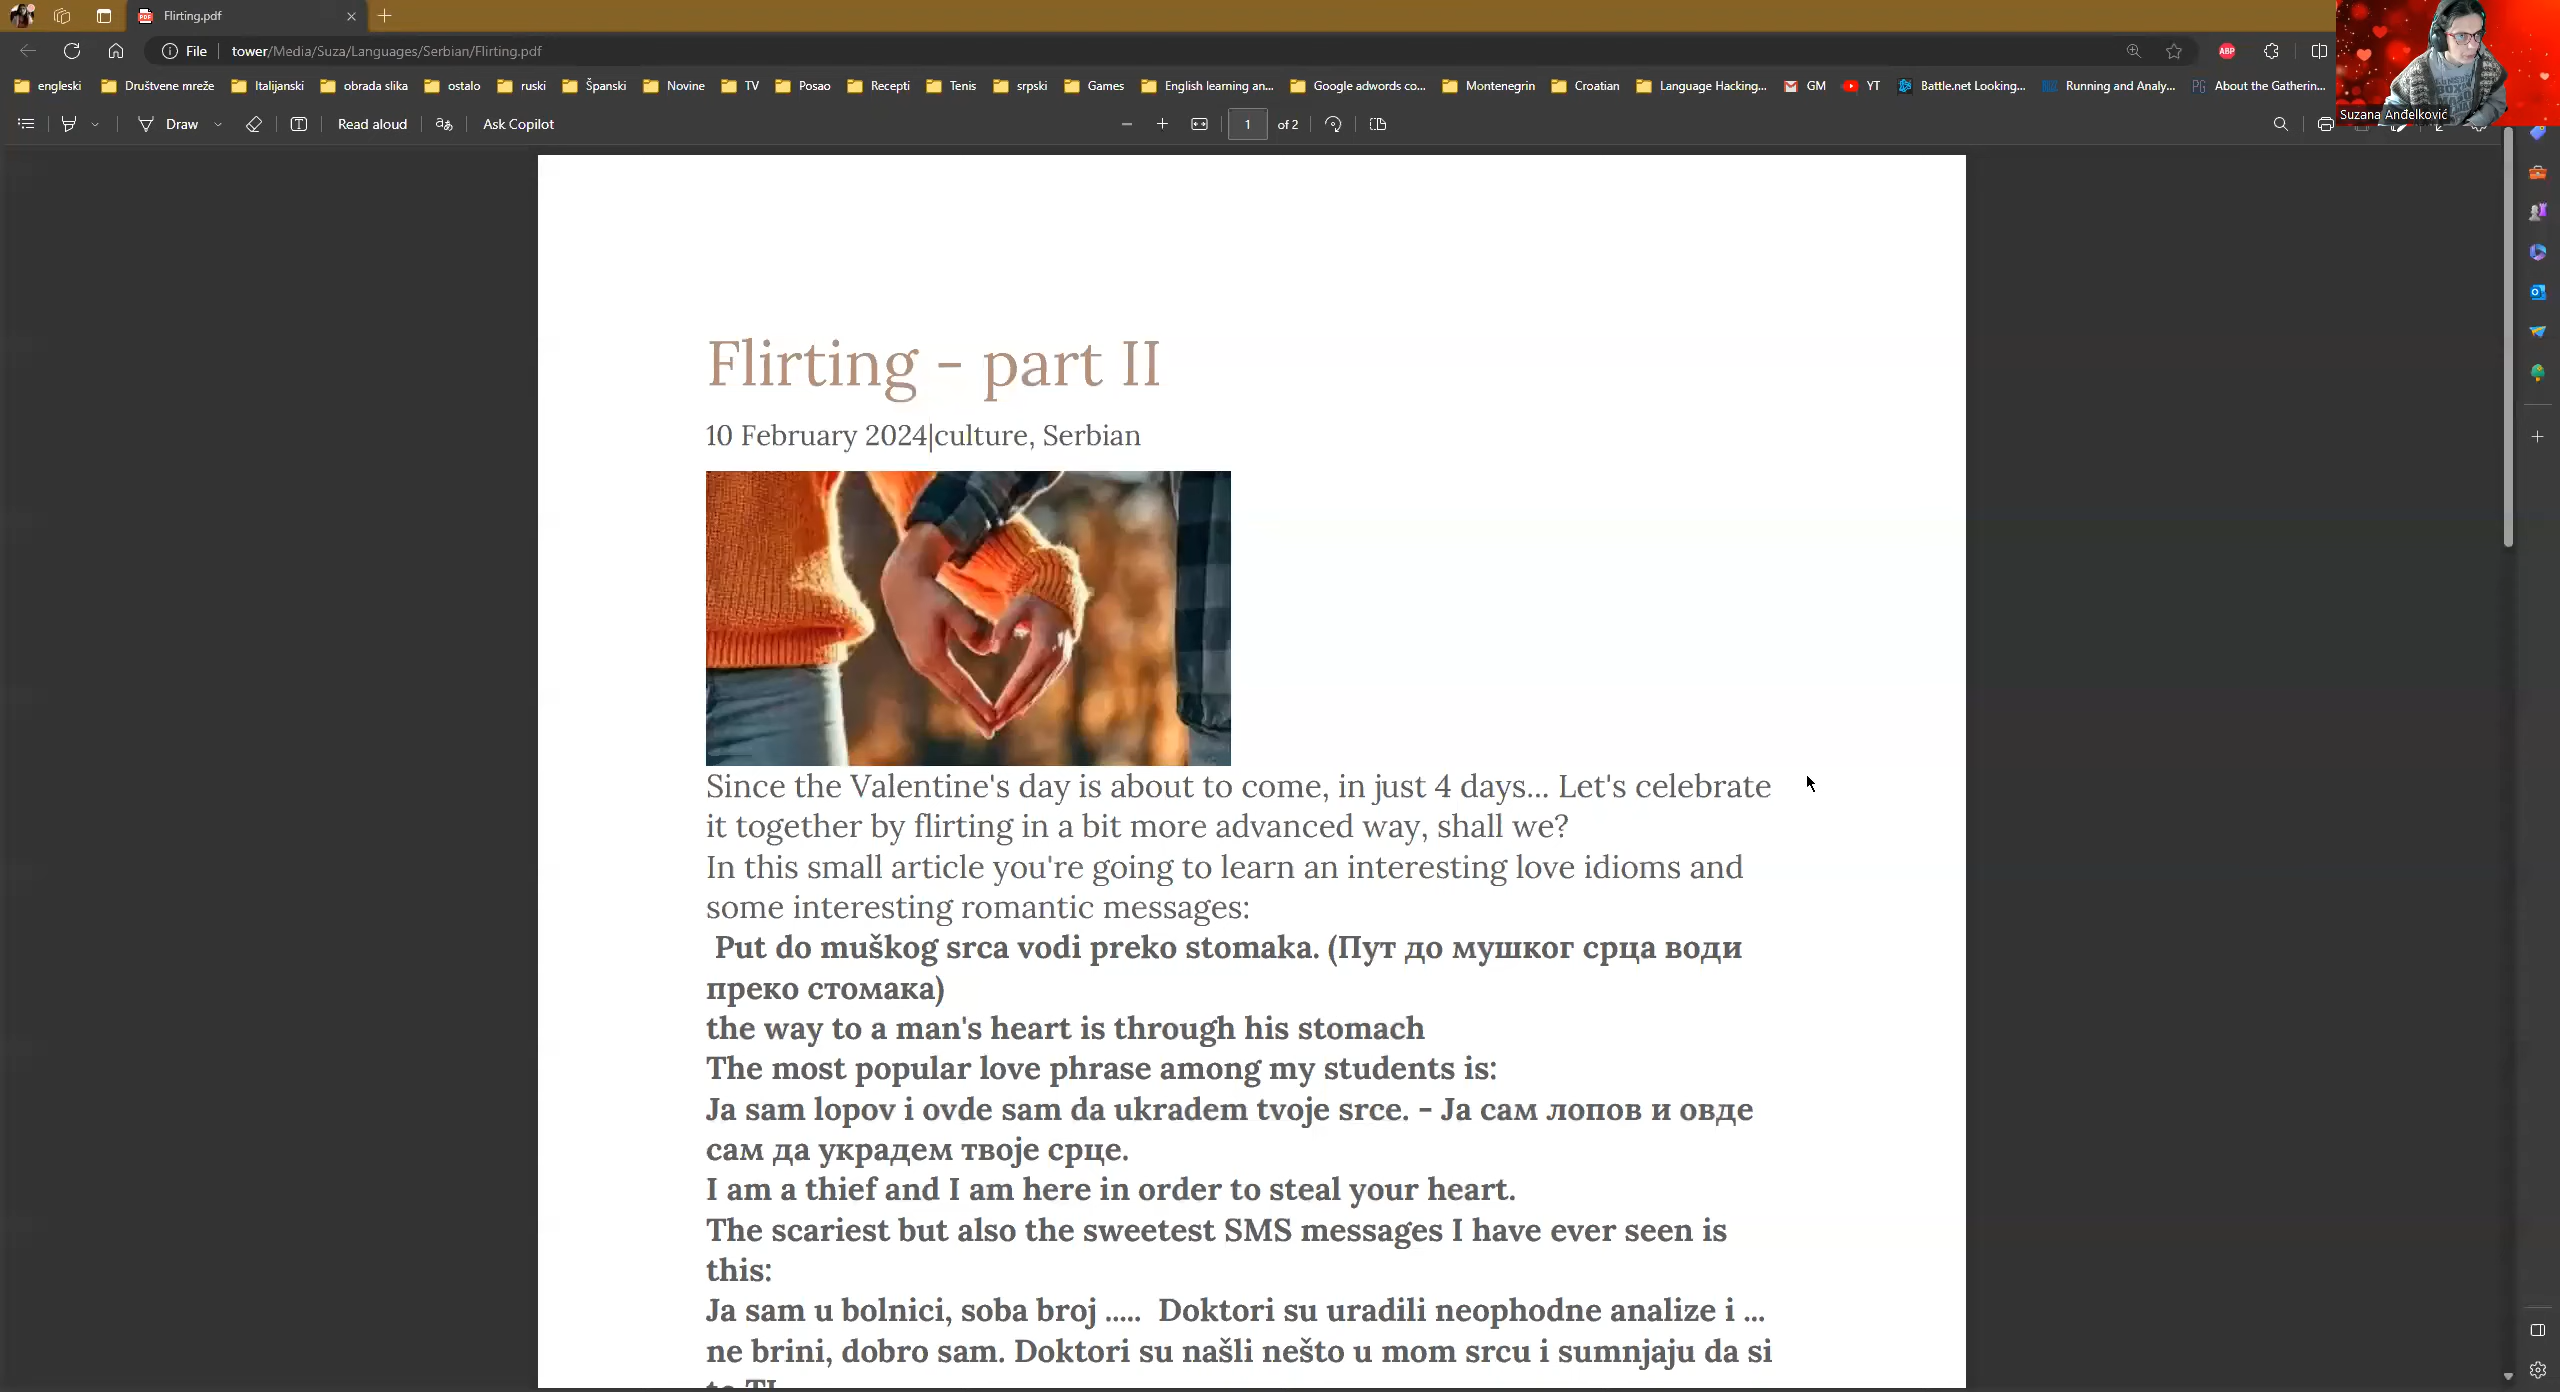 Flirting.pdf
File tower/Media/Suza/Languages/Serbian/Flirting.pdf
ABP
engleski Društvene mreže Italijanski obrada slika ostalo ruski Španski Novine TV Posao Recepti Tenis srpski Games English learning an... Google adwords co... Montenegrin Croatian Language Hacking... GM YT Battle.net Looking... Running and Analy... PG About the Gatherin...
Suzana Anđelković
Draw Read aloud Ask Copilot 1 of 2
Flirting - part II
10 February 2024|culture, Serbian
Since the Valentine's day is about to come, in just 4 days... Let's celebrate
it together by flirting in a bit more advanced way, shall we?
In this small article you're going to learn an interesting love idioms and
some interesting romantic messages:
Put do muškog srca vodi preko stomaka. (Пут до мушког срца води
преко стомака)
the way to a man's heart is through his stomach
The most popular love phrase among my students is:
Ja sam lopov i ovde sam da ukradem tvoje srce. - Ја сам лопов и овде
сам да украдем твоје срце.
I am a thief and I am here in order to steal your heart.
The scariest but also the sweetest SMS messages I have ever seen is
this:
Ja sam u bolnici, soba broj ..... Doktori su uradili neophodne analize i ...
ne brini, dobro sam. Doktori su našli nešto u mom srcu i sumnjaju da si